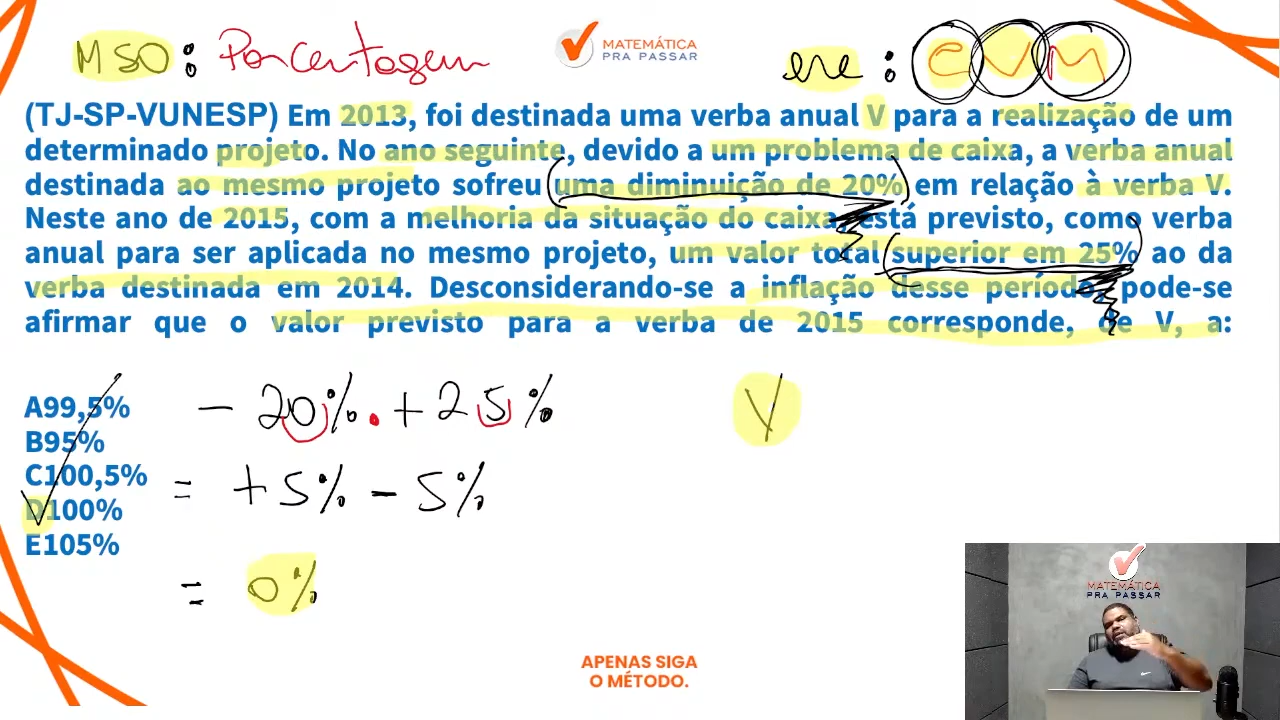 MSO: Porcentagem
MATEMÁTICA
PRA PASSAR
ere: CVM
(TJ-SP-VUNESP) Em 2013, foi destinada uma verba anual V para a realização de um
determinado projeto. No ano seguinte, devido a um problema de caixa, a verba anual
destinada ao mesmo projeto sofreu uma diminuição de 20% em relação à verba V.
Neste ano de 2015, com a melhoria da situação do caixa, está previsto, como verba
anual para ser aplicada no mesmo projeto, um valor total superior em 25% ao da
verba destinada em 2014. Desconsiderando-se a inflação desse período, pode-se
afirmar que o valor previsto para a verba de 2015 corresponde, de V, a:
A99,5%
B95%
C100,5%
D100%
E105%
- 20% . + 25%
= +5% - 5%
= 0%
V
MATEMÁTICA
PRA PASSAR
APENAS SIGA
O MÉTODO.